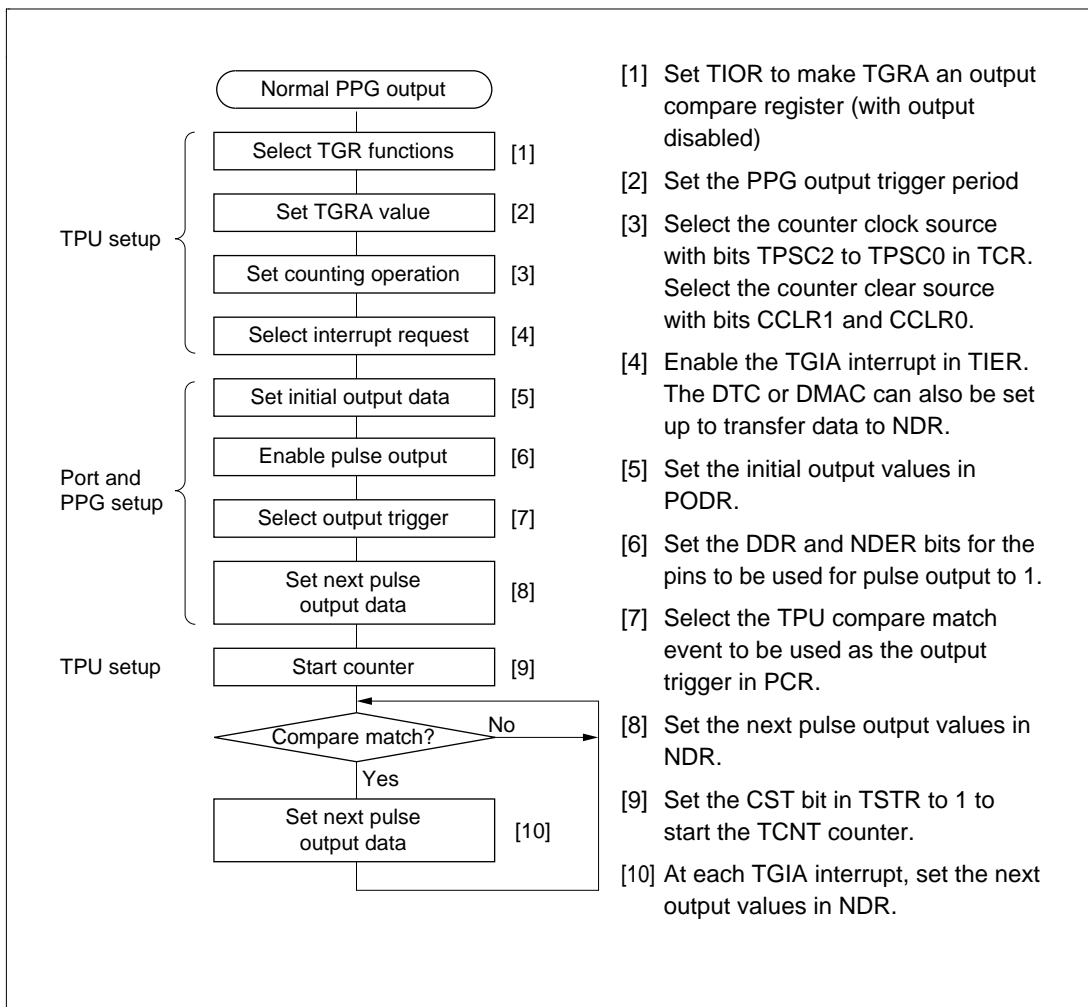 Normal PPG output
Select TGR functions [1]
Set TGRA value [2]
TPU setup
Set counting operation [3]
Select interrupt request [4]
Set initial output data [5]
Enable pulse output [6]
Port and
PPG setup
Select output trigger [7]
Set next pulse
output data
[8]
TPU setup
Start counter [9]
Compare match?
No
Yes
Set next pulse
output data
[10]
[1] Set TIOR to make TGRA an output
compare register (with output
disabled)
[2] Set the PPG output trigger period
[3] Select the counter clock source
with bits TPSC2 to TPSC0 in TCR.
Select the counter clear source
with bits CCLR1 and CCLR0.
[4] Enable the TGIA interrupt in TIER.
The DTC or DMAC can also be set
up to transfer data to NDR.
[5] Set the initial output values in
PODR.
[6] Set the DDR and NDER bits for the
pins to be used for pulse output to 1.
[7] Select the TPU compare match
event to be used as the output
trigger in PCR.
[8] Set the next pulse output values in
NDR.
[9] Set the CST bit in TSTR to 1 to
start the TCNT counter.
[10] At each TGIA interrupt, set the next
output values in NDR.